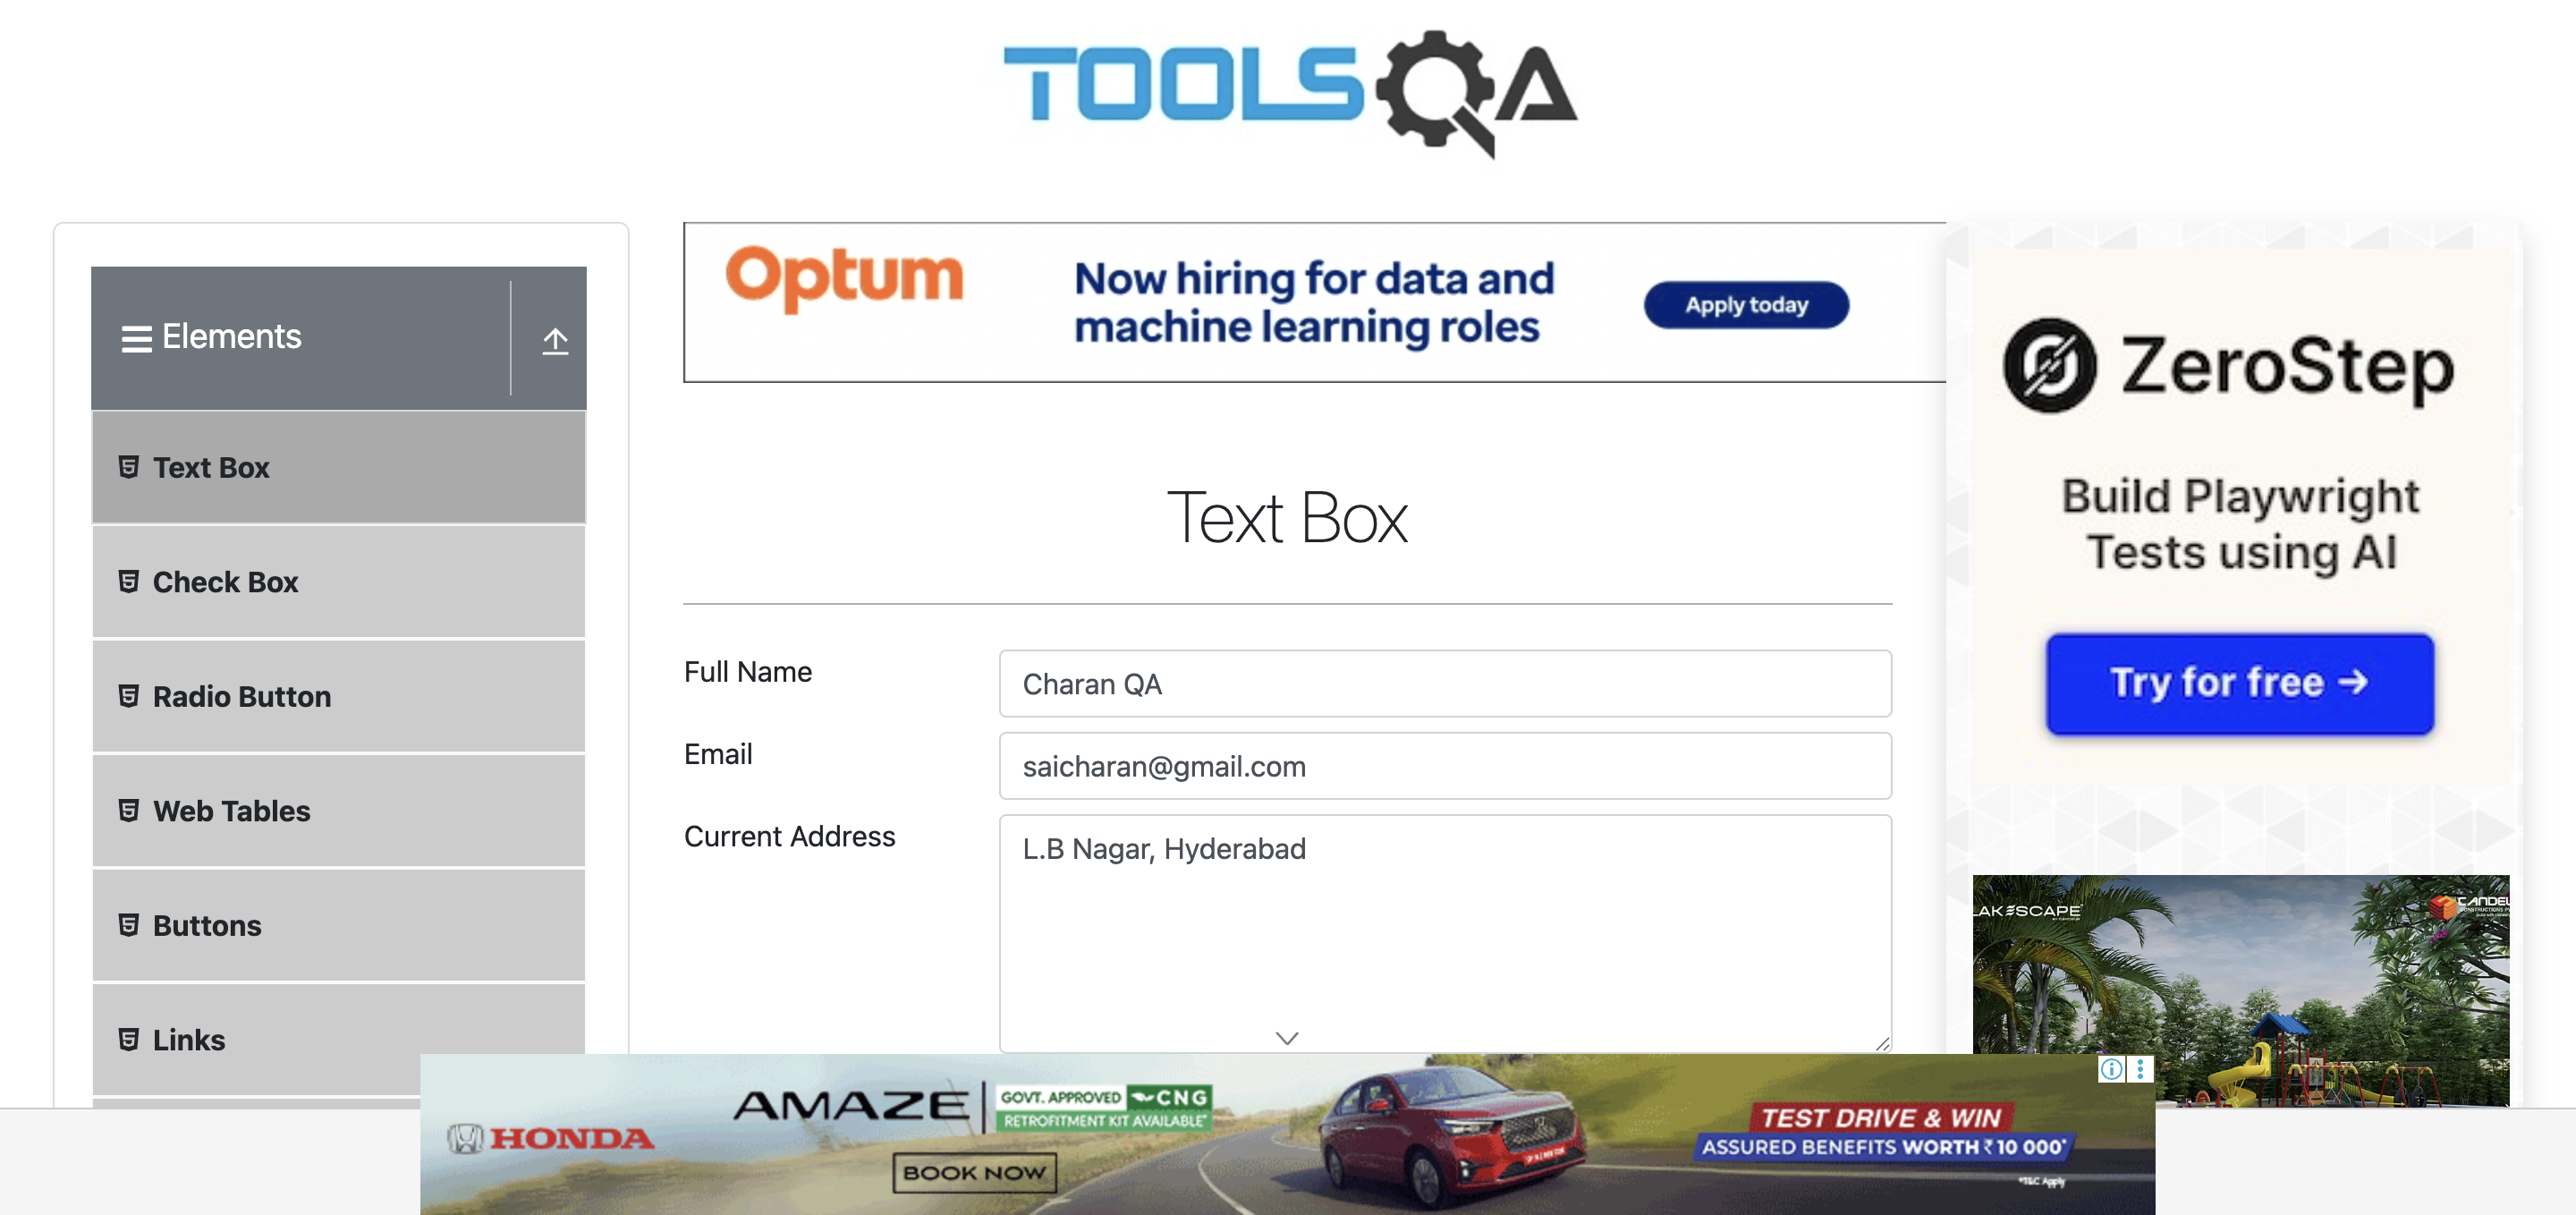 TOOLSQA
Elements
Text Box
Check Box
Radio Button
Web Tables
Buttons
Links
Optum
Now hiring for data and
machine learning roles
Apply today
Text Box
Full Name
Charan QA
Email
saicharan@gmail.com
Current Address
L.B Nagar, Hyderabad
ZeroStep
Build Playwright
Tests using AI
Try for free →
LAKESCAPE
HONDA
AMAZE
GOVT. APPROVED CNG
RETROFITMENT KIT AVAILABLE*
BOOK NOW
TEST DRIVE & WIN
ASSURED BENEFITS WORTH ₹ 10 000*
*T&C Apply